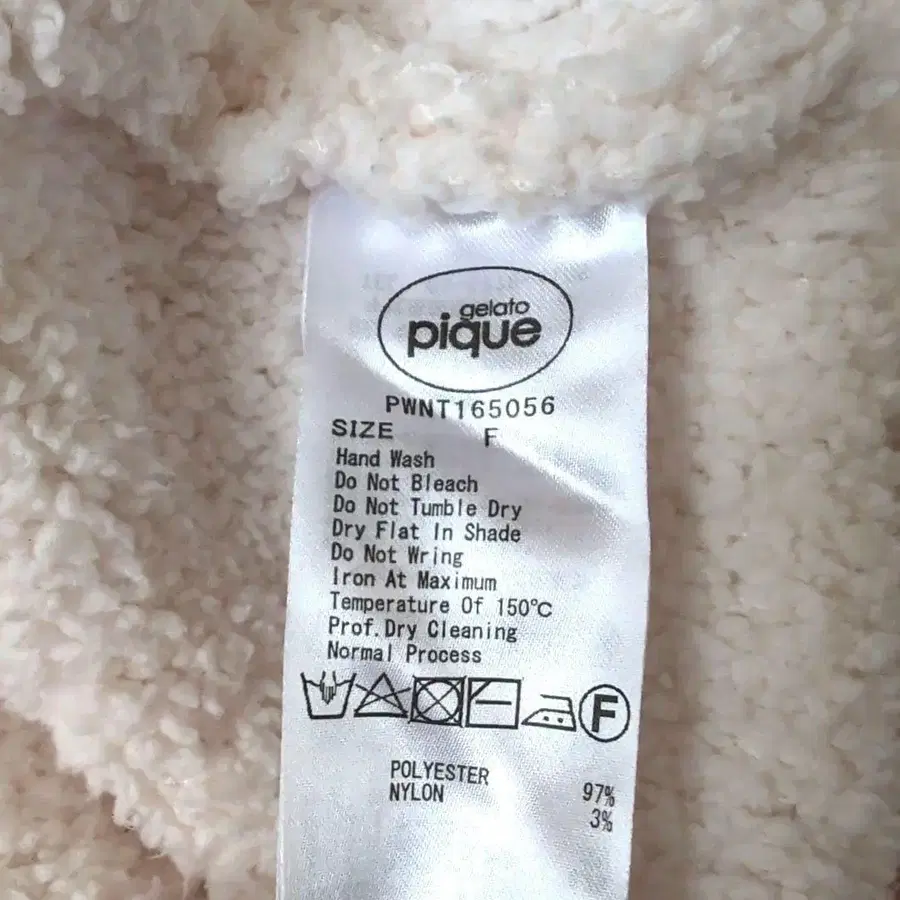 gelato
pique
PWNT165056
SIZE F
Hand Wash
Do Not Bleach
Do Not Tumble Dry
Dry Flat In Shade
Do Not Wring
Iron At Maximum
Temperature Of 150℃
Prof.Dry Cleaning
Normal Process
F
POLYESTER 97%
NYLON 3%